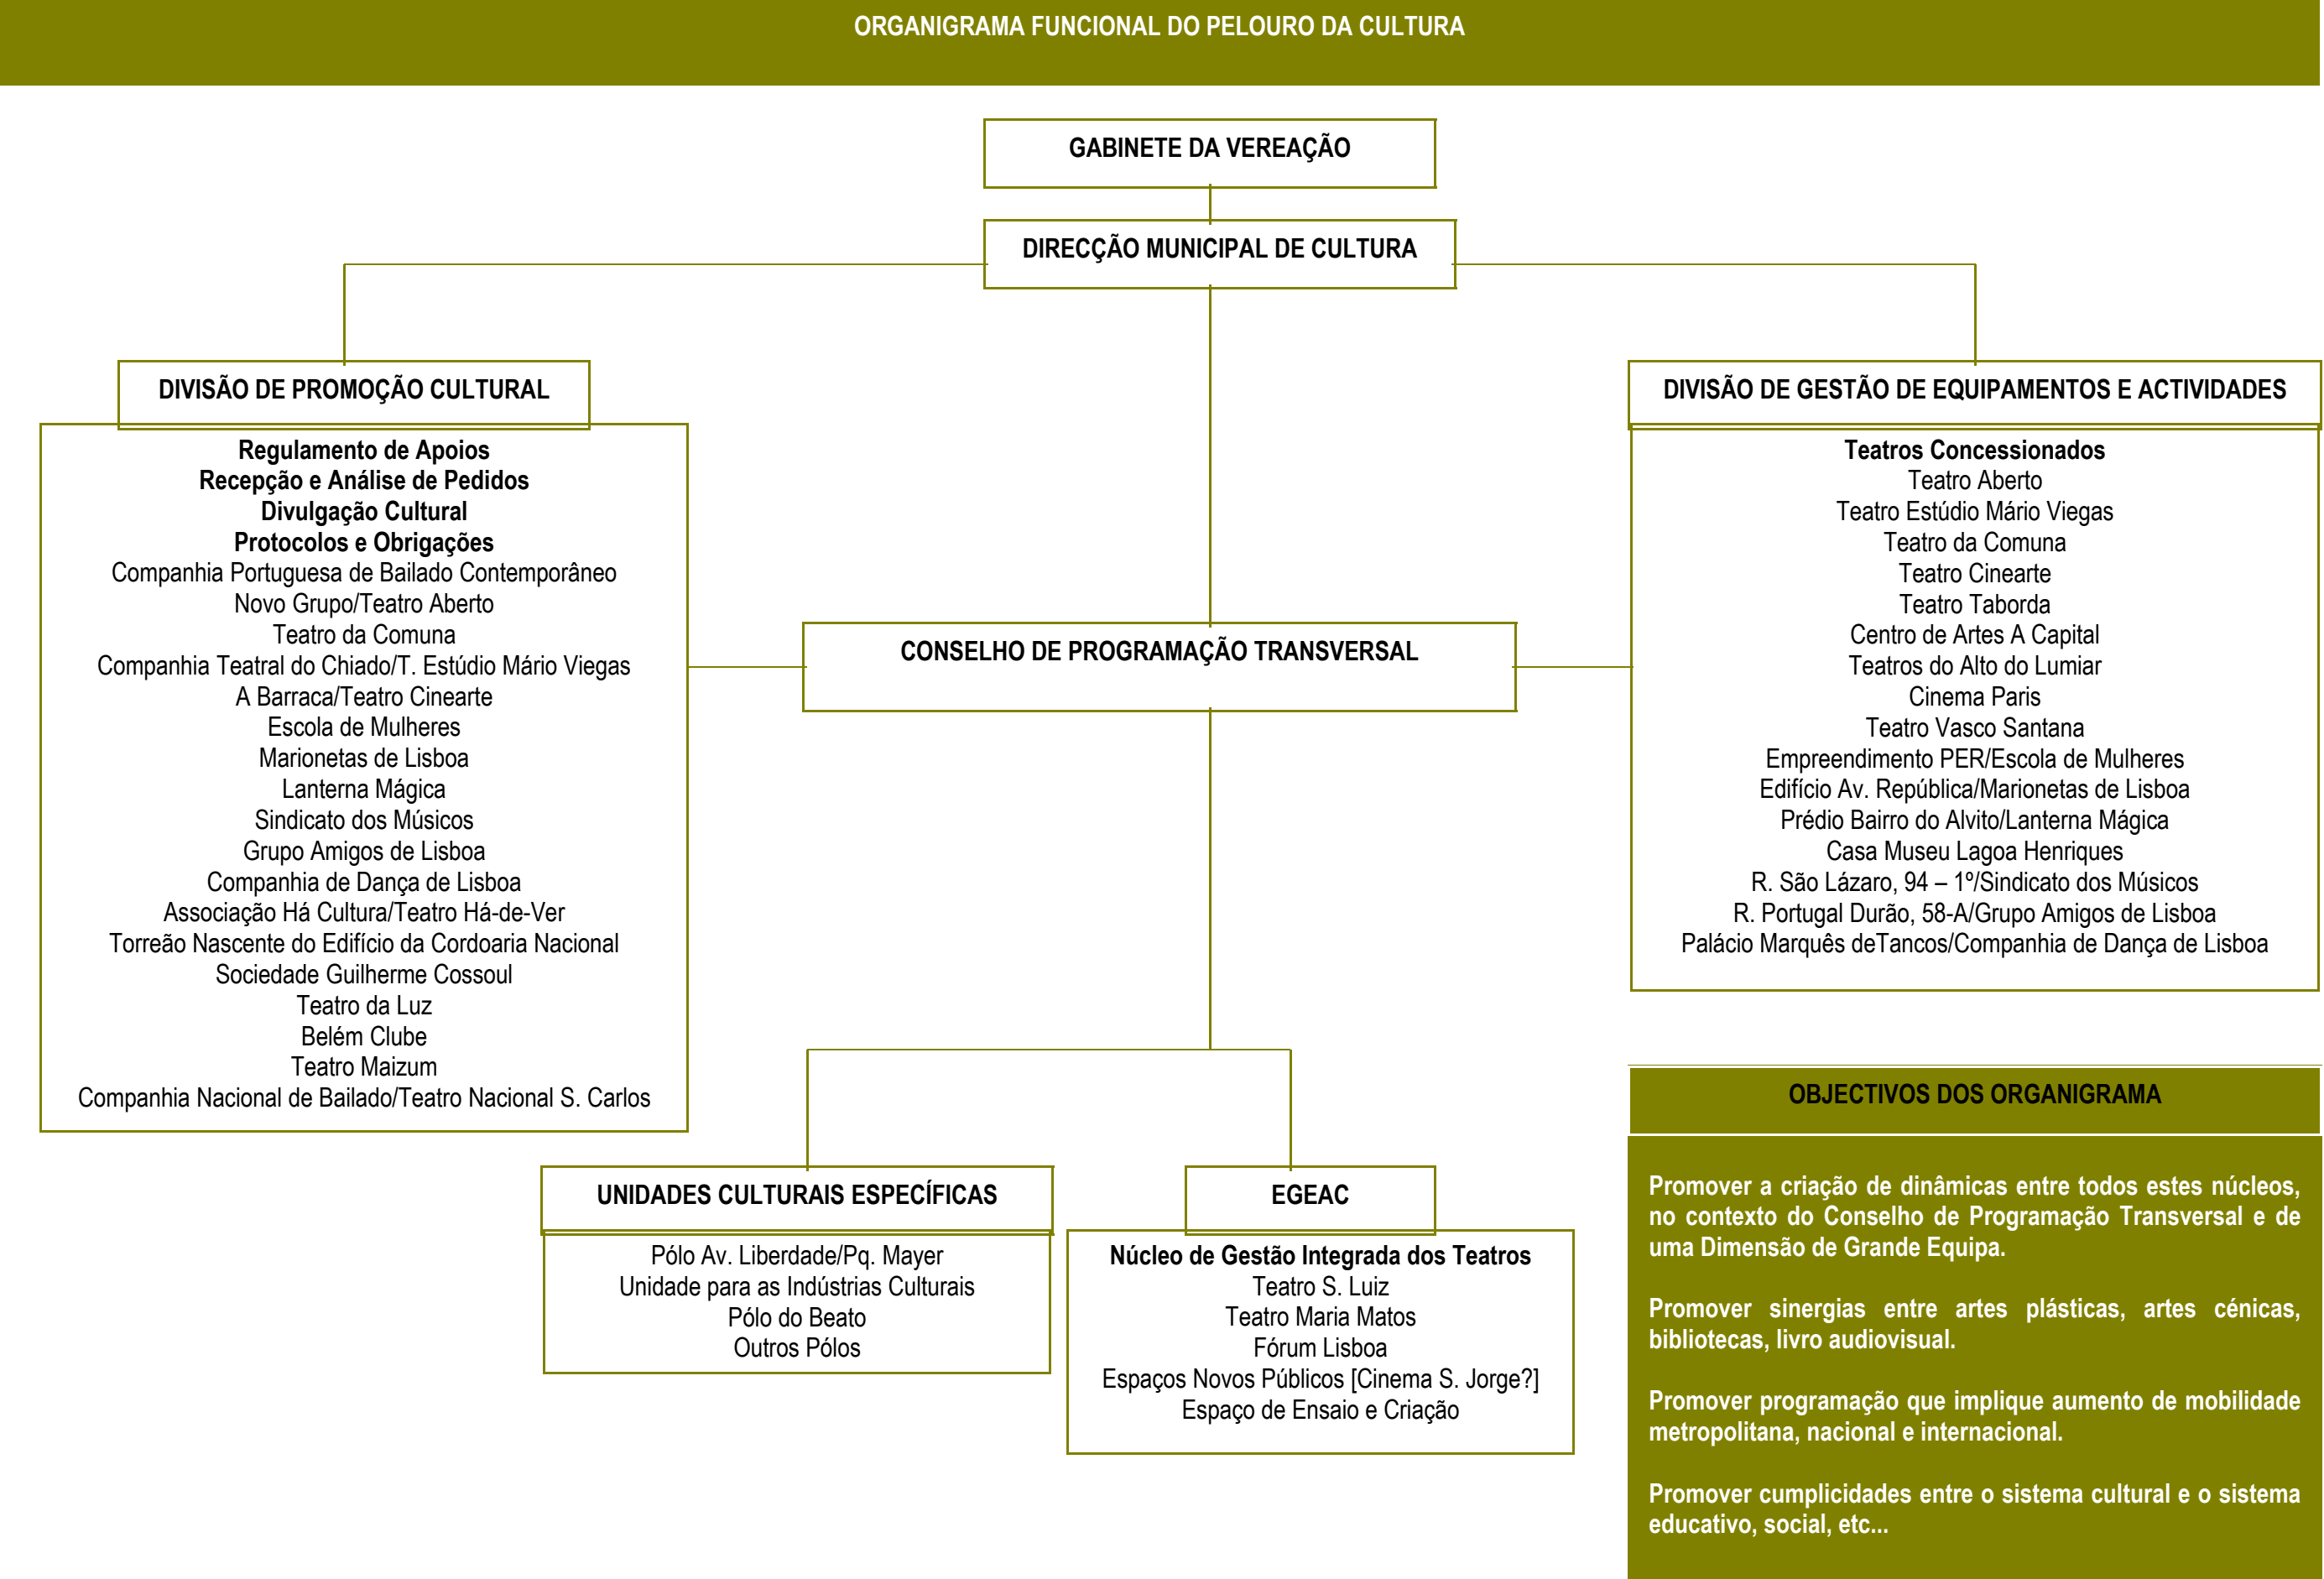 ORGANIGRAMA FUNCIONAL DO PELOURO DA CULTURA
GABINETE DA VEREAÇÃO
DIRECÇÃO MUNICIPAL DE CULTURA
DIVISÃO DE PROMOÇÃO CULTURAL
Regulamento de Apoios
Recepção e Análise de Pedidos
Divulgação Cultural
Protocolos e Obrigações
Companhia Portuguesa de Bailado Contemporâneo
Novo Grupo/Teatro Aberto
Teatro da Comuna
Companhia Teatral do Chiado/T. Estúdio Mário Viegas
A Barraca/Teatro Cinearte
Escola de Mulheres
Marionetas de Lisboa
Lanterna Mágica
Sindicato dos Músicos
Grupo Amigos de Lisboa
Companhia de Dança de Lisboa
Associação Há Cultura/Teatro Há-de-Ver
Torreão Nascente do Edifício da Cordoaria Nacional
Sociedade Guilherme Cossoul
Teatro da Luz
Belém Clube
Teatro Maizum
Companhia Nacional de Bailado/Teatro Nacional S. Carlos
CONSELHO DE PROGRAMAÇÃO TRANSVERSAL
DIVISÃO DE GESTÃO DE EQUIPAMENTOS E ACTIVIDADES
Teatros Concessionados
Teatro Aberto
Teatro Estúdio Mário Viegas
Teatro da Comuna
Teatro Cinearte
Teatro Taborda
Centro de Artes A Capital
Teatros do Alto do Lumiar
Cinema Paris
Teatro Vasco Santana
Empreendimento PER/Escola de Mulheres
Edifício Av. República/Marionetas de Lisboa
Prédio Bairro do Alvito/Lanterna Mágica
Casa Museu Lagoa Henriques
R. São Lázaro, 94 – 1º/Sindicato dos Músicos
R. Portugal Durão, 58-A/Grupo Amigos de Lisboa
Palácio Marquês deTancos/Companhia de Dança de Lisboa
UNIDADES CULTURAIS ESPECÍFICAS
Pólo Av. Liberdade/Pq. Mayer
Unidade para as Indústrias Culturais
Pólo do Beato
Outros Pólos
EGEAC
Núcleo de Gestão Integrada dos Teatros
Teatro S. Luiz
Teatro Maria Matos
Fórum Lisboa
Espaços Novos Públicos [Cinema S. Jorge?]
Espaço de Ensaio e Criação
OBJECTIVOS DOS ORGANIGRAMA
Promover a criação de dinâmicas entre todos estes núcleos,
no contexto do Conselho de Programação Transversal e de
uma Dimensão de Grande Equipa.
Promover sinergias entre artes plásticas, artes cénicas,
bibliotecas, livro audiovisual.
Promover programação que implique aumento de mobilidade
metropolitana, nacional e internacional.
Promover cumplicidades entre o sistema cultural e o sistema
educativo, social, etc...